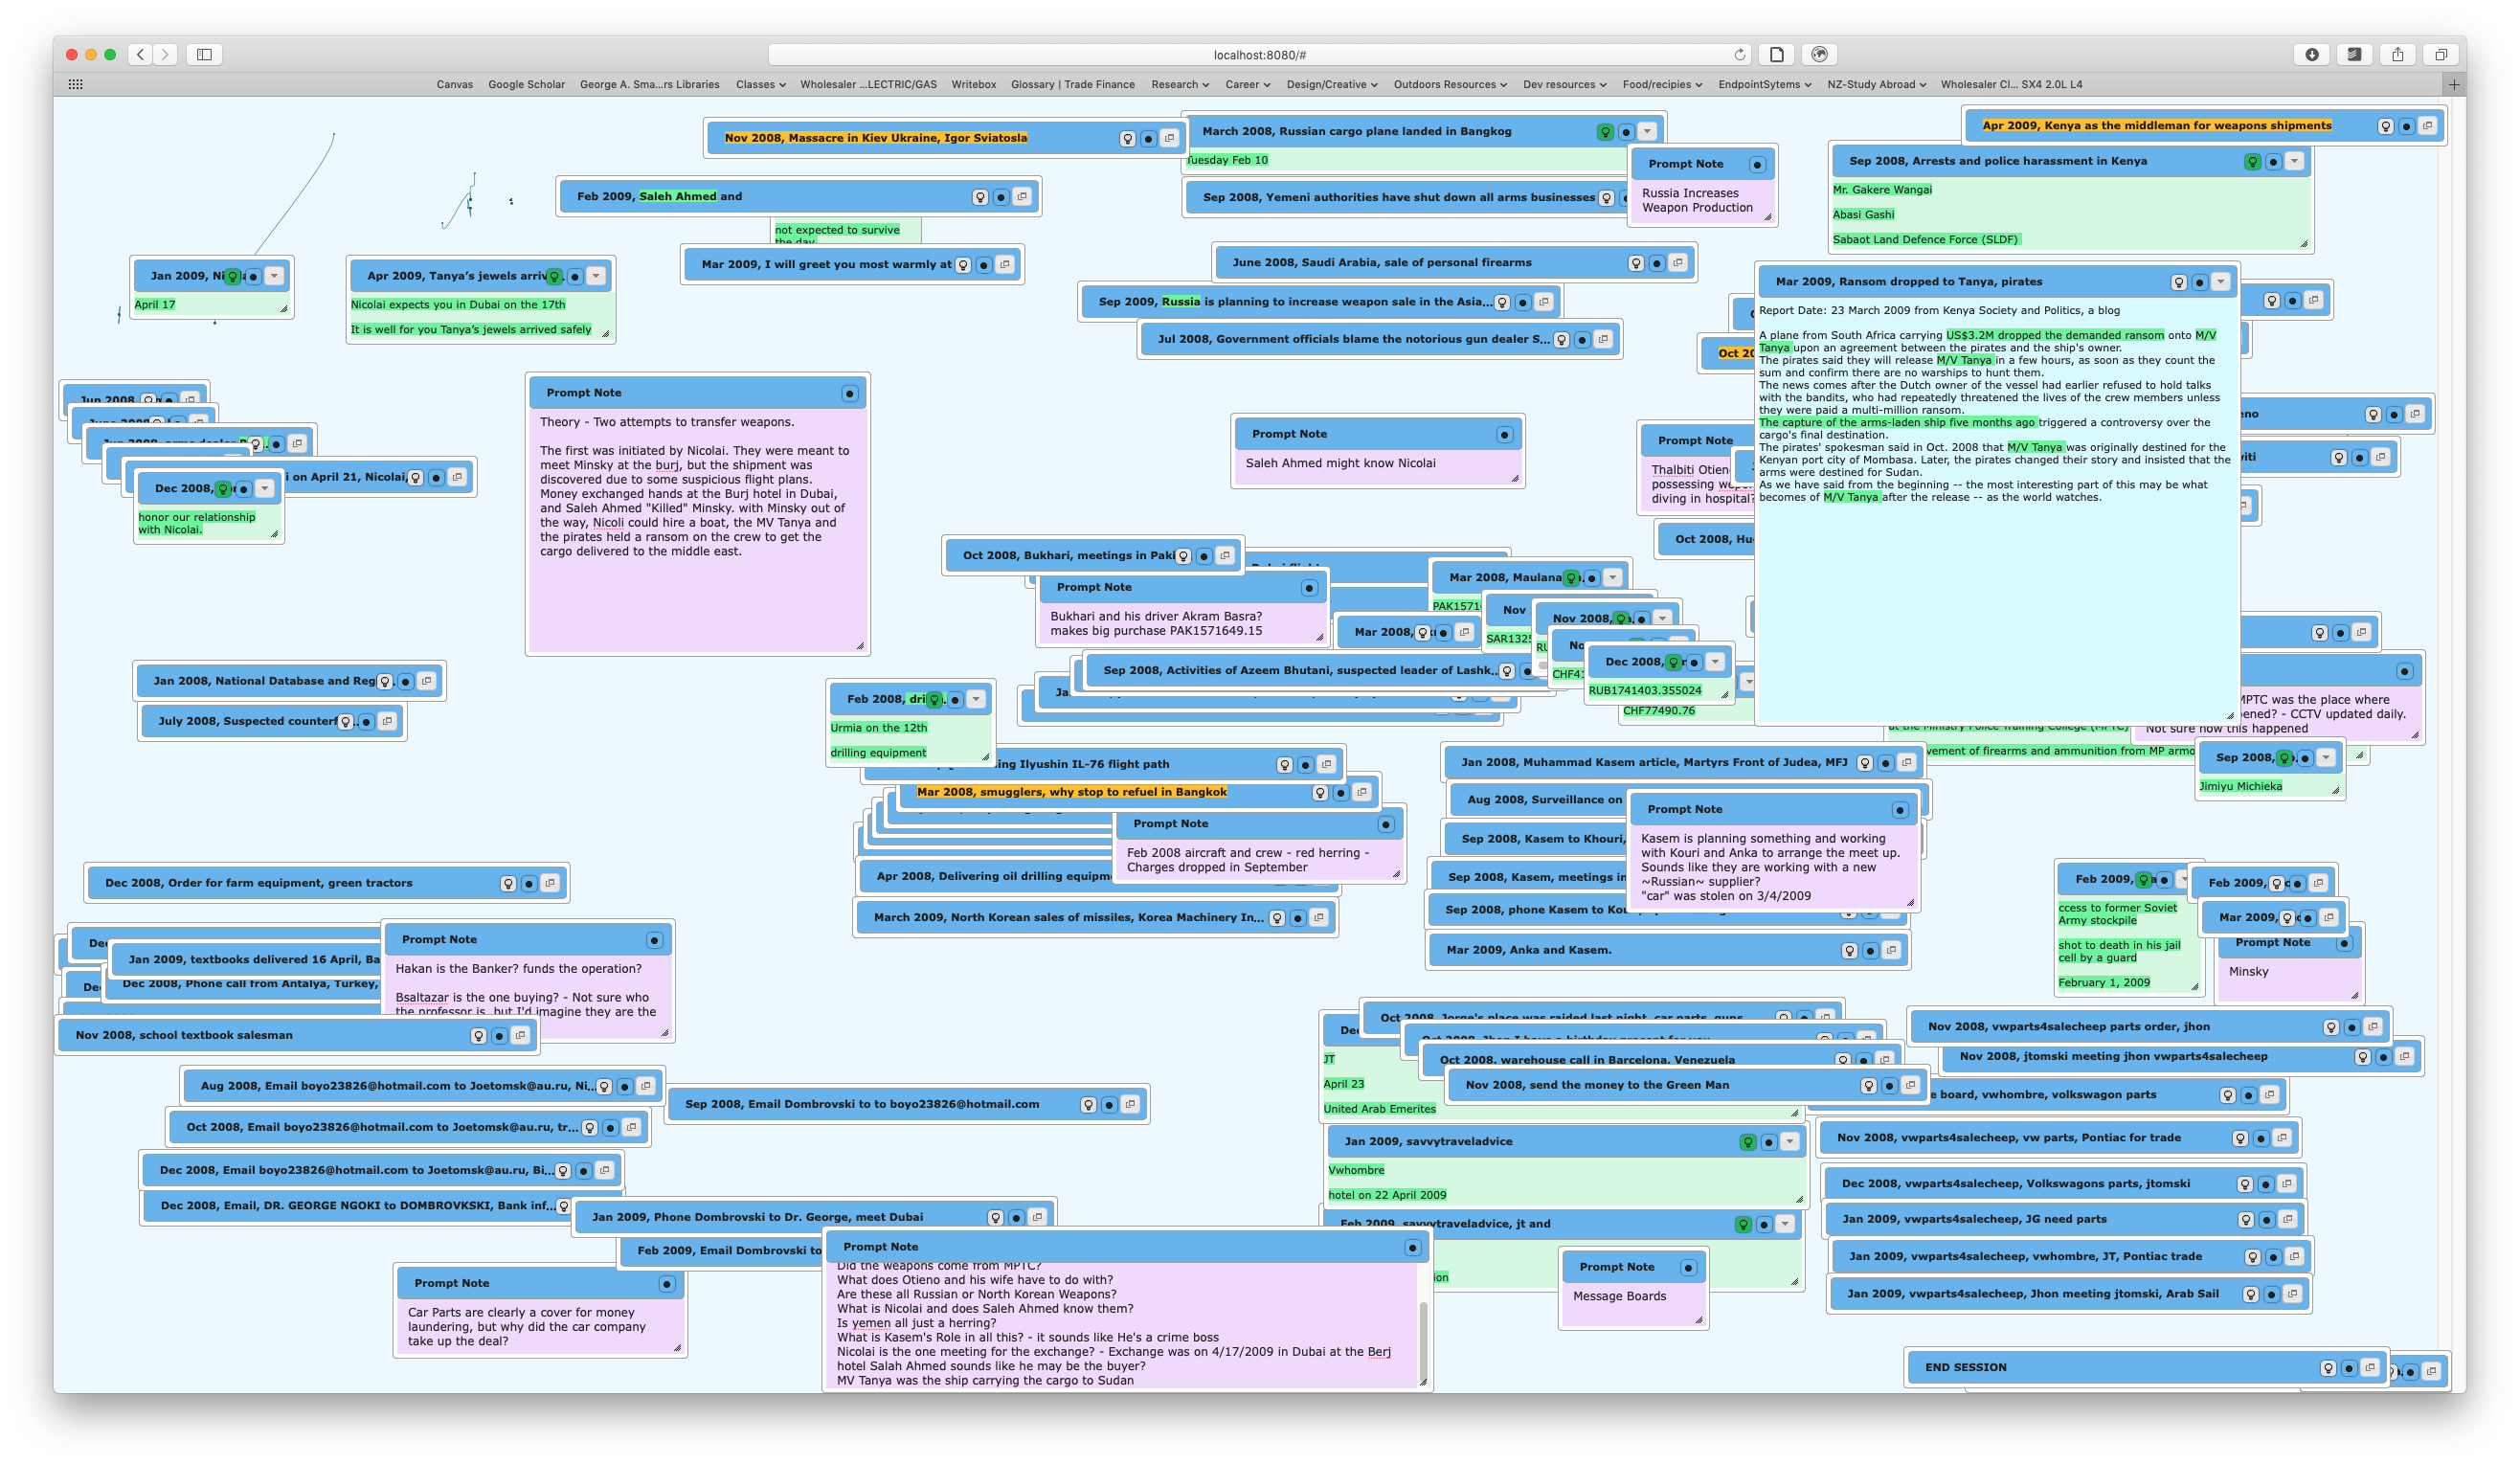 localhost:8080/#
Canvas
Google Scholar
George A. Sma...rs Libraries
Classes
Wholesaler ...LECTRIC/GAS
Writebox
Glossary | Trade Finance
Research
Career
Design/Creative
Outdoors Resources
Dev resources
Food/recipies
EndpointSytems
NZ-Study Abroad
Wholesaler Cl... SX4 2.0L L4
Nov 2008, Massacre in Kiev Ukraine, Igor Sviatosla
March 2008, Russian cargo plane landed in Bangkog
Tuesday Feb 10
Apr 2009, Kenya as the middleman for weapons shipments
Prompt Note
Russia Increases
Weapon Production
Sep 2008, Arrests and police harassment in Kenya
Mr. Gakere Wangai
Abasi Gashi
Sabaot Land Defence Force (SLDF)
Feb 2009, Saleh Ahmed and
not expected to survive
the day
Sep 2008, Yemeni authorities have shut down all arms businesses
Mar 2009, I will greet you most warmly at
June 2008, Saudi Arabia, sale of personal firearms
Jan 2009,
April 17
Apr 2009, Tanya's jewels arriv
Nicolai expects you in Dubai on the 17th
It is well for you Tanya's jewels arrived safely
Sep 2009, Russia is planning to increase weapon sale in the Asia...
Jul 2008, Government officials blame the notorious gun dealer S...
Mar 2009, Ransom dropped to Tanya, pirates
Report Date: 23 March 2009 from Kenya Society and Politics, a blog
A plane from South Africa carrying US$3.2M dropped the demanded ransom onto M/V
Tanya upon an agreement between the pirates and the ship's owner.
The pirates said they will release M/V Tanya in a few hours, as soon as they count the
sum and confirm there are no warships to hunt them.
The news comes after the Dutch owner of the vessel had earlier refused to hold talks
with the bandits, who had repeatedly threatened the lives of the crew members unless
they were paid a multi-million ransom.
The capture of the arms-laden ship five months ago triggered a controversy over the
cargo's final destination.
The pirates' spokesman said in Oct. 2008 that M/V Tanya was originally destined for the
Kenyan port city of Mombasa. Later, the pirates changed their story and insisted that the
arms were destined for Sudan.
As we have said from the beginning -- the most interesting part of this may be what
becomes of M/V Tanya after the release -- as the world watches.
Jun 2008,
Jun 2008, arms dealer
i on April 21, Nicolai,
Dec 2008,
honor our relationship
with Nicolai.
Prompt Note
Theory - Two attempts to transfer weapons.
The first was initiated by Nicolai. They were meant to
meet Minsky at the burj, but the shipment was
discovered due to some suspicious flight plans.
Money exchanged hands at the Burj hotel in Dubai,
and Saleh Ahmed "Killed" Minsky. with Minsky out of
the way, Nicoli could hire a boat, the MV Tanya and
the pirates held a ransom on the crew to get the
cargo delivered to the middle east.
Prompt Note
Saleh Ahmed might know Nicolai
Prompt Note
Thalbiti Otien
possessing
diving in hospital?
Oct 2008,
Oct 2008, Bukhari, meetings in Paki
Prompt Note
Bukhari and his driver Akram Basra?
makes big purchase PAK1571649.15
Mar 2008, Maulana
PAK1571
Mar 2008,
Nov
SAR132
Nov 2008,
CHF41
Dec 2008,
RUB1741403.355024
CHF77490.76
Sep 2008, Activities of Azeem Bhutani, suspected leader of Lashk...
Jan 2008, National Database and Reg
July 2008, Suspected counterf
Feb 2008,
Urmia on the 12th
drilling equipment
MPTC was the place where
ened? - CCTV updated daily.
Not sure how this happened
at the Ministry Police Training College (MPTC)
vement of firearms and ammunition from MP armo
Sep 2008,
Jimiyu Michieka
Ilyushin IL-76 flight path
Mar 2008, smugglers, why stop to refuel in Bangkok
Prompt Note
Feb 2008 aircraft and crew - red herring -
Charges dropped in September
Apr 2008, Delivering oil drilling equipm
March 2009, North Korean sales of missiles, Korea Machinery In...
Jan 2008, Muhammad Kasem article, Martyrs Front of Judea, MFJ
Aug 2008, Surveillance on
Sep 2008, Kasem to Khouri,
Sep 2008, Kasem, meetings in
Sep 2008, phone Kasem to Kou
Mar 2009, Anka and Kasem.
Prompt Note
Kasem is planning something and working
with Kouri and Anka to arrange the meet up.
Sounds like they are working with a new
~Russian~ supplier?
"car" was stolen on 3/4/2009
Feb 2009,
ccess to former Soviet
Army stockpile
shot to death in his jail
cell by a guard
February 1, 2009
Feb 2009,
Mar 2009,
Prompt Note
Minsky
Dec 2008, Order for farm equipment, green tractors
Jan 2009, textbooks delivered 16 April, Ba
Dec 2008, Phone call from Antalya, Turkey,
Nov 2008, school textbook salesman
Prompt Note
Hakan is the Banker? funds the operation?
Bsaltazar is the one buying? - Not sure who
the professor is, but I'd imagine they are the
Oct 2008, Jorge's place was raided last night, car parts, guns
Oct 2008, Jhon I have a birthday present for you
Oct 2008, warehouse call in Barcelona, Venezuela
Nov 2008, send the money to the Green Man
JT
April 23
United Arab Emerites
Nov 2008, vwparts4salecheep parts order, jhon
Nov 2008, jtomski meeting jhon vwparts4salecheep
e board, vwhombre, volkswagon parts
Nov 2008, vwparts4salecheep, vw parts, Pontiac for trade
Dec 2008, vwparts4salecheep, Volkswagons parts, jtomski
Jan 2009, vwparts4salecheep, JG need parts
Jan 2009, vwparts4salecheep, vwhombre, JT, Pontiac trade
Jan 2009, vwparts4salecheep, Jhon meeting jtomski, Arab Sail
Jan 2009, savvytraveladvice
Vwhombre
hotel on 22 April 2009
Feb 2009, savvytraveladvice, jt and
Prompt Note
Message Boards
Aug 2008, Email boyo23826@hotmail.com to Joetomsk@au.ru, Ni...
Sep 2008, Email Dombrovski to to boyo23826@hotmail.com
Oct 2008, Email boyo23826@hotmail.com to Joetomsk@au.ru, tr...
Dec 2008, Email boyo23826@hotmail.com to Joetomsk@au.ru, Bi...
Dec 2008, Email, DR. GEORGE NGOKI to DOMBROVKSKI, Bank inf...
Jan 2009, Phone Dombrovski to Dr. George, meet Dubai
Feb 2009, Email Dombrovski to
Prompt Note
Car Parts are clearly a cover for money
laundering, but why did the car company
take up the deal?
Prompt Note
Did the weapons come from MPTC?
What does Otieno and his wife have to do with?
Are these all Russian or North Korean Weapons?
What is Nicolai and does Saleh Ahmed know them?
Is yemen all just a herring?
What is Kasem's Role in all this? - it sounds like He's a crime boss
Nicolai is the one meeting for the exchange? - Exchange was on 4/17/2009 in Dubai at the Berj
hotel Salah Ahmed sounds like he may be the buyer?
MV Tanya was the ship carrying the cargo to Sudan
END SESSION